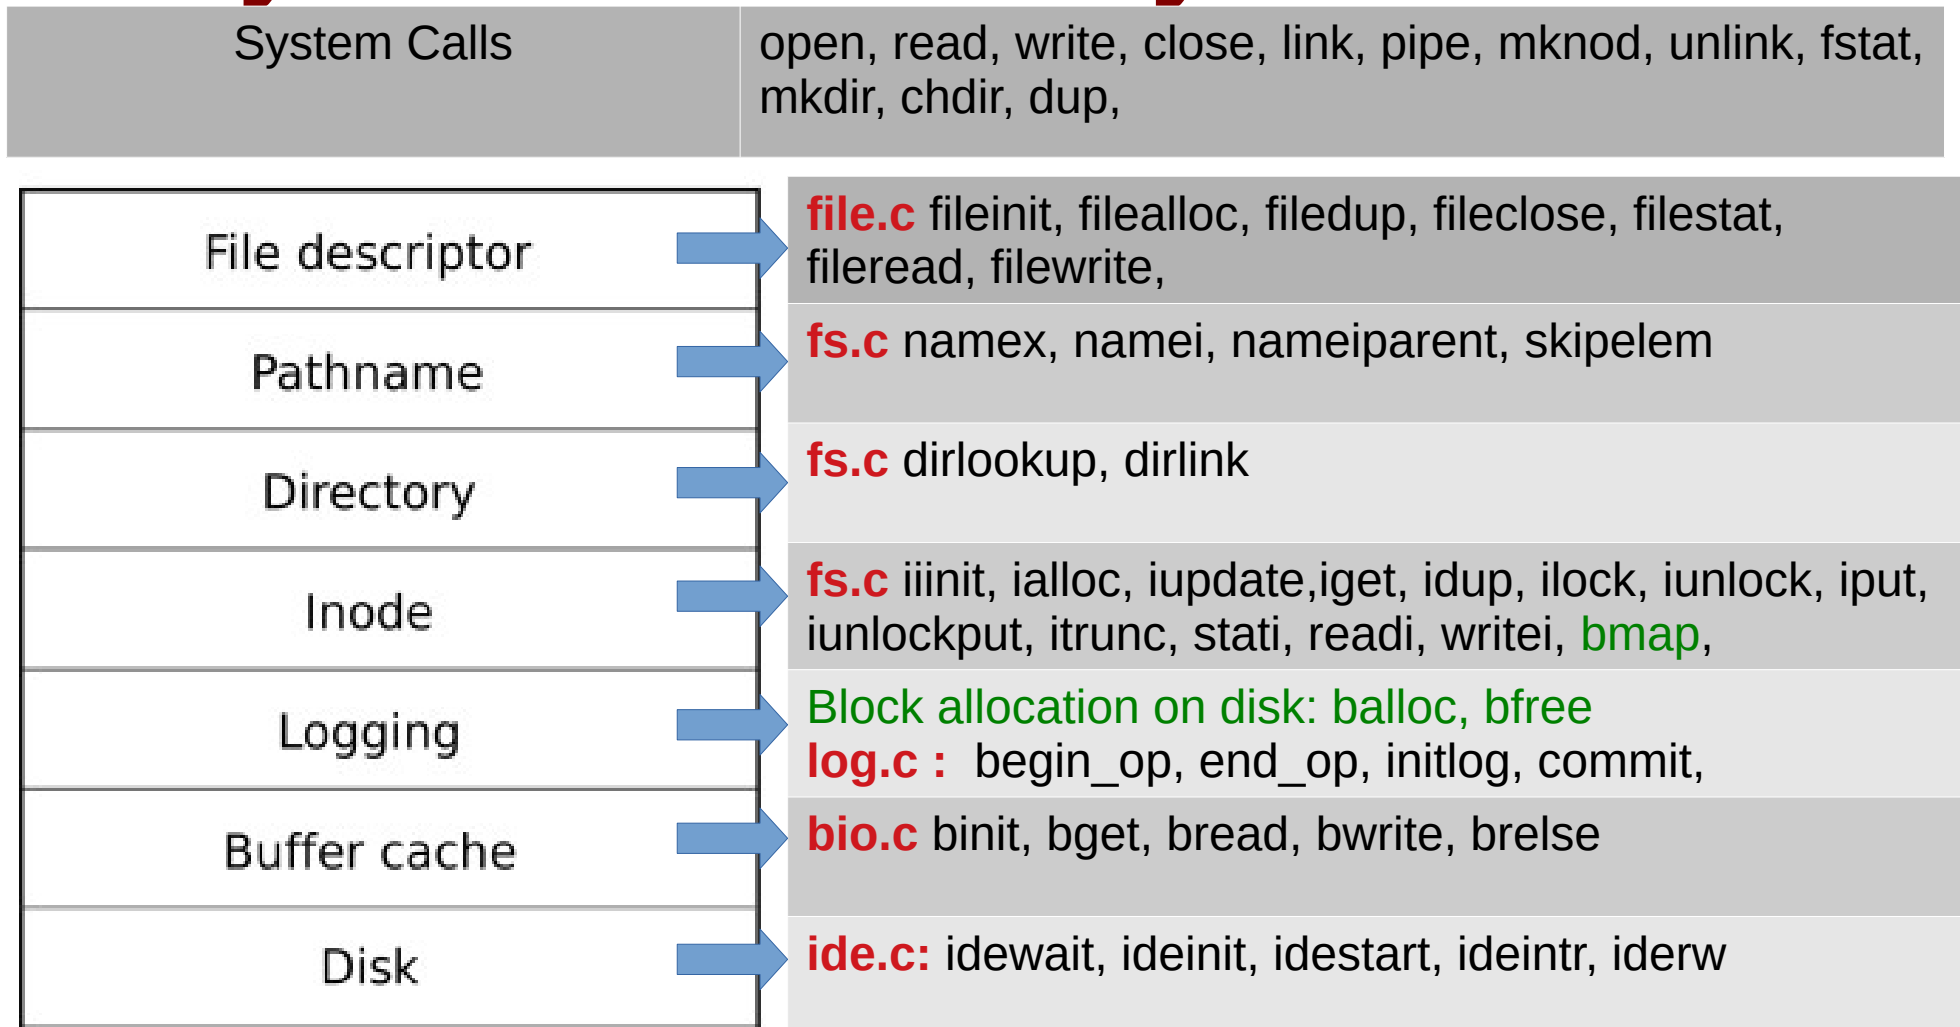 System Calls
open, read, write, close, link, pipe, mknod, unlink, fstat,
mkdir, chdir, dup,
File descriptor
file.c fileinit, filealloc, filedup, fileclose, filestat,
fileread, filewrite,
Pathname
fs.c namex, namei, nameiparent, skipelem
Directory
fs.c dirlookup, dirlink
Inode
fs.c iiinit, ialloc, iupdate,iget, idup, ilock, iunlock, iput,
iunlockput, itrunc, stati, readi, writei, bmap,
Logging
Block allocation on disk: balloc, bfree
log.c :  begin_op, end_op, initlog, commit,
Buffer cache
bio.c binit, bget, bread, bwrite, brelse
Disk
ide.c: idewait, ideinit, idestart, ideintr, iderw